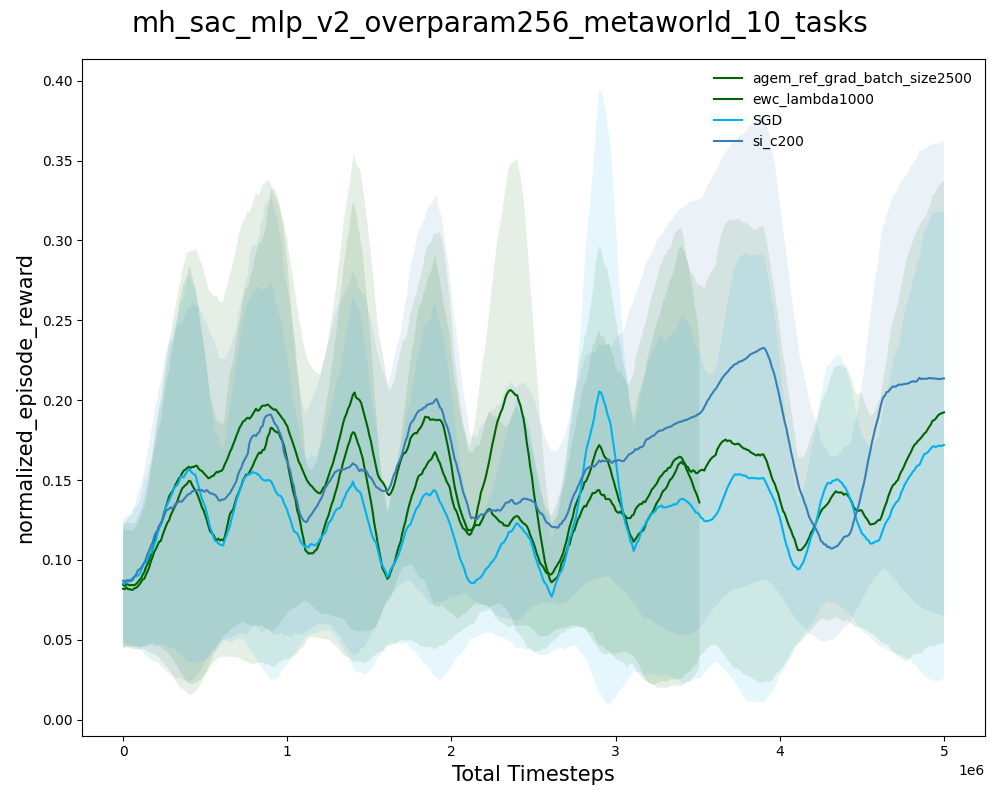 mh_sac_mlp_v2_overparam256_metaworld_10_tasks
agem_ref_grad_batch_size2500
ewc_lambda1000
SGD
si_c200
normalized_episode_reward
0.40
0.35
0.30
0.25
0.20
0.15
0.10
0.05
0.00
0 1 2 3 4 5
1e6
Total Timesteps